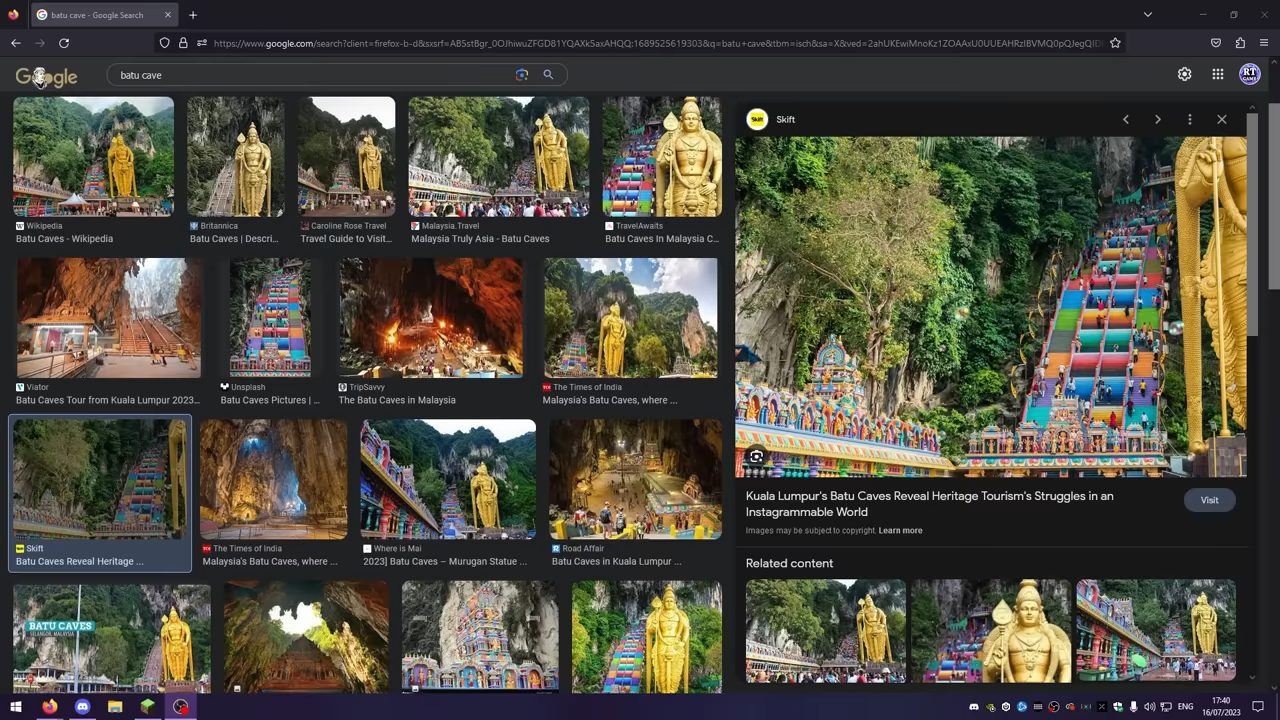 batu cave - Google Search
https://www.google.com/search?client=firefox-b-d&sxsrf=AB5stBgr_0OJhiwuZFGD81YQAXk5axAHQQ:1689525619303&q=batu+cave&tbm=isch&sa=X&ved=2ahUKEwiMnoKz1ZOAAxU0UUEAHRzIBVMQ0pQJegQID
Google
batu cave
RT
GAME
Skift
Skift
Wikipedia
Batu Caves - Wikipedia
Britannica
Batu Caves | Descri...
Caroline Rose Travel
Travel Guide to Visit...
Malaysia.Travel
Malaysia Truly Asia - Batu Caves
TravelAwaits
Batu Caves In Malaysia C...
Viator
Batu Caves Tour from Kuala Lumpur 2023...
Unsplash
Batu Caves Pictures | ...
TripSavvy
The Batu Caves in Malaysia
The Times of India
Malaysia's Batu Caves, where ...
Skift
Batu Caves Reveal Heritage ...
The Times of India
Malaysia's Batu Caves, where ...
Where is Mai
2023] Batu Caves – Murugan Statue ...
Road Affair
Batu Caves in Kuala Lumpur ...
BATU CAVES
SELANGOR, MALAYSIA
Kuala Lumpur's Batu Caves Reveal Heritage Tourism's Struggles in an
Instagrammable World
Visit
Images may be subject to copyright. Learn more
Related content
ENG
17:40
16/07/2023